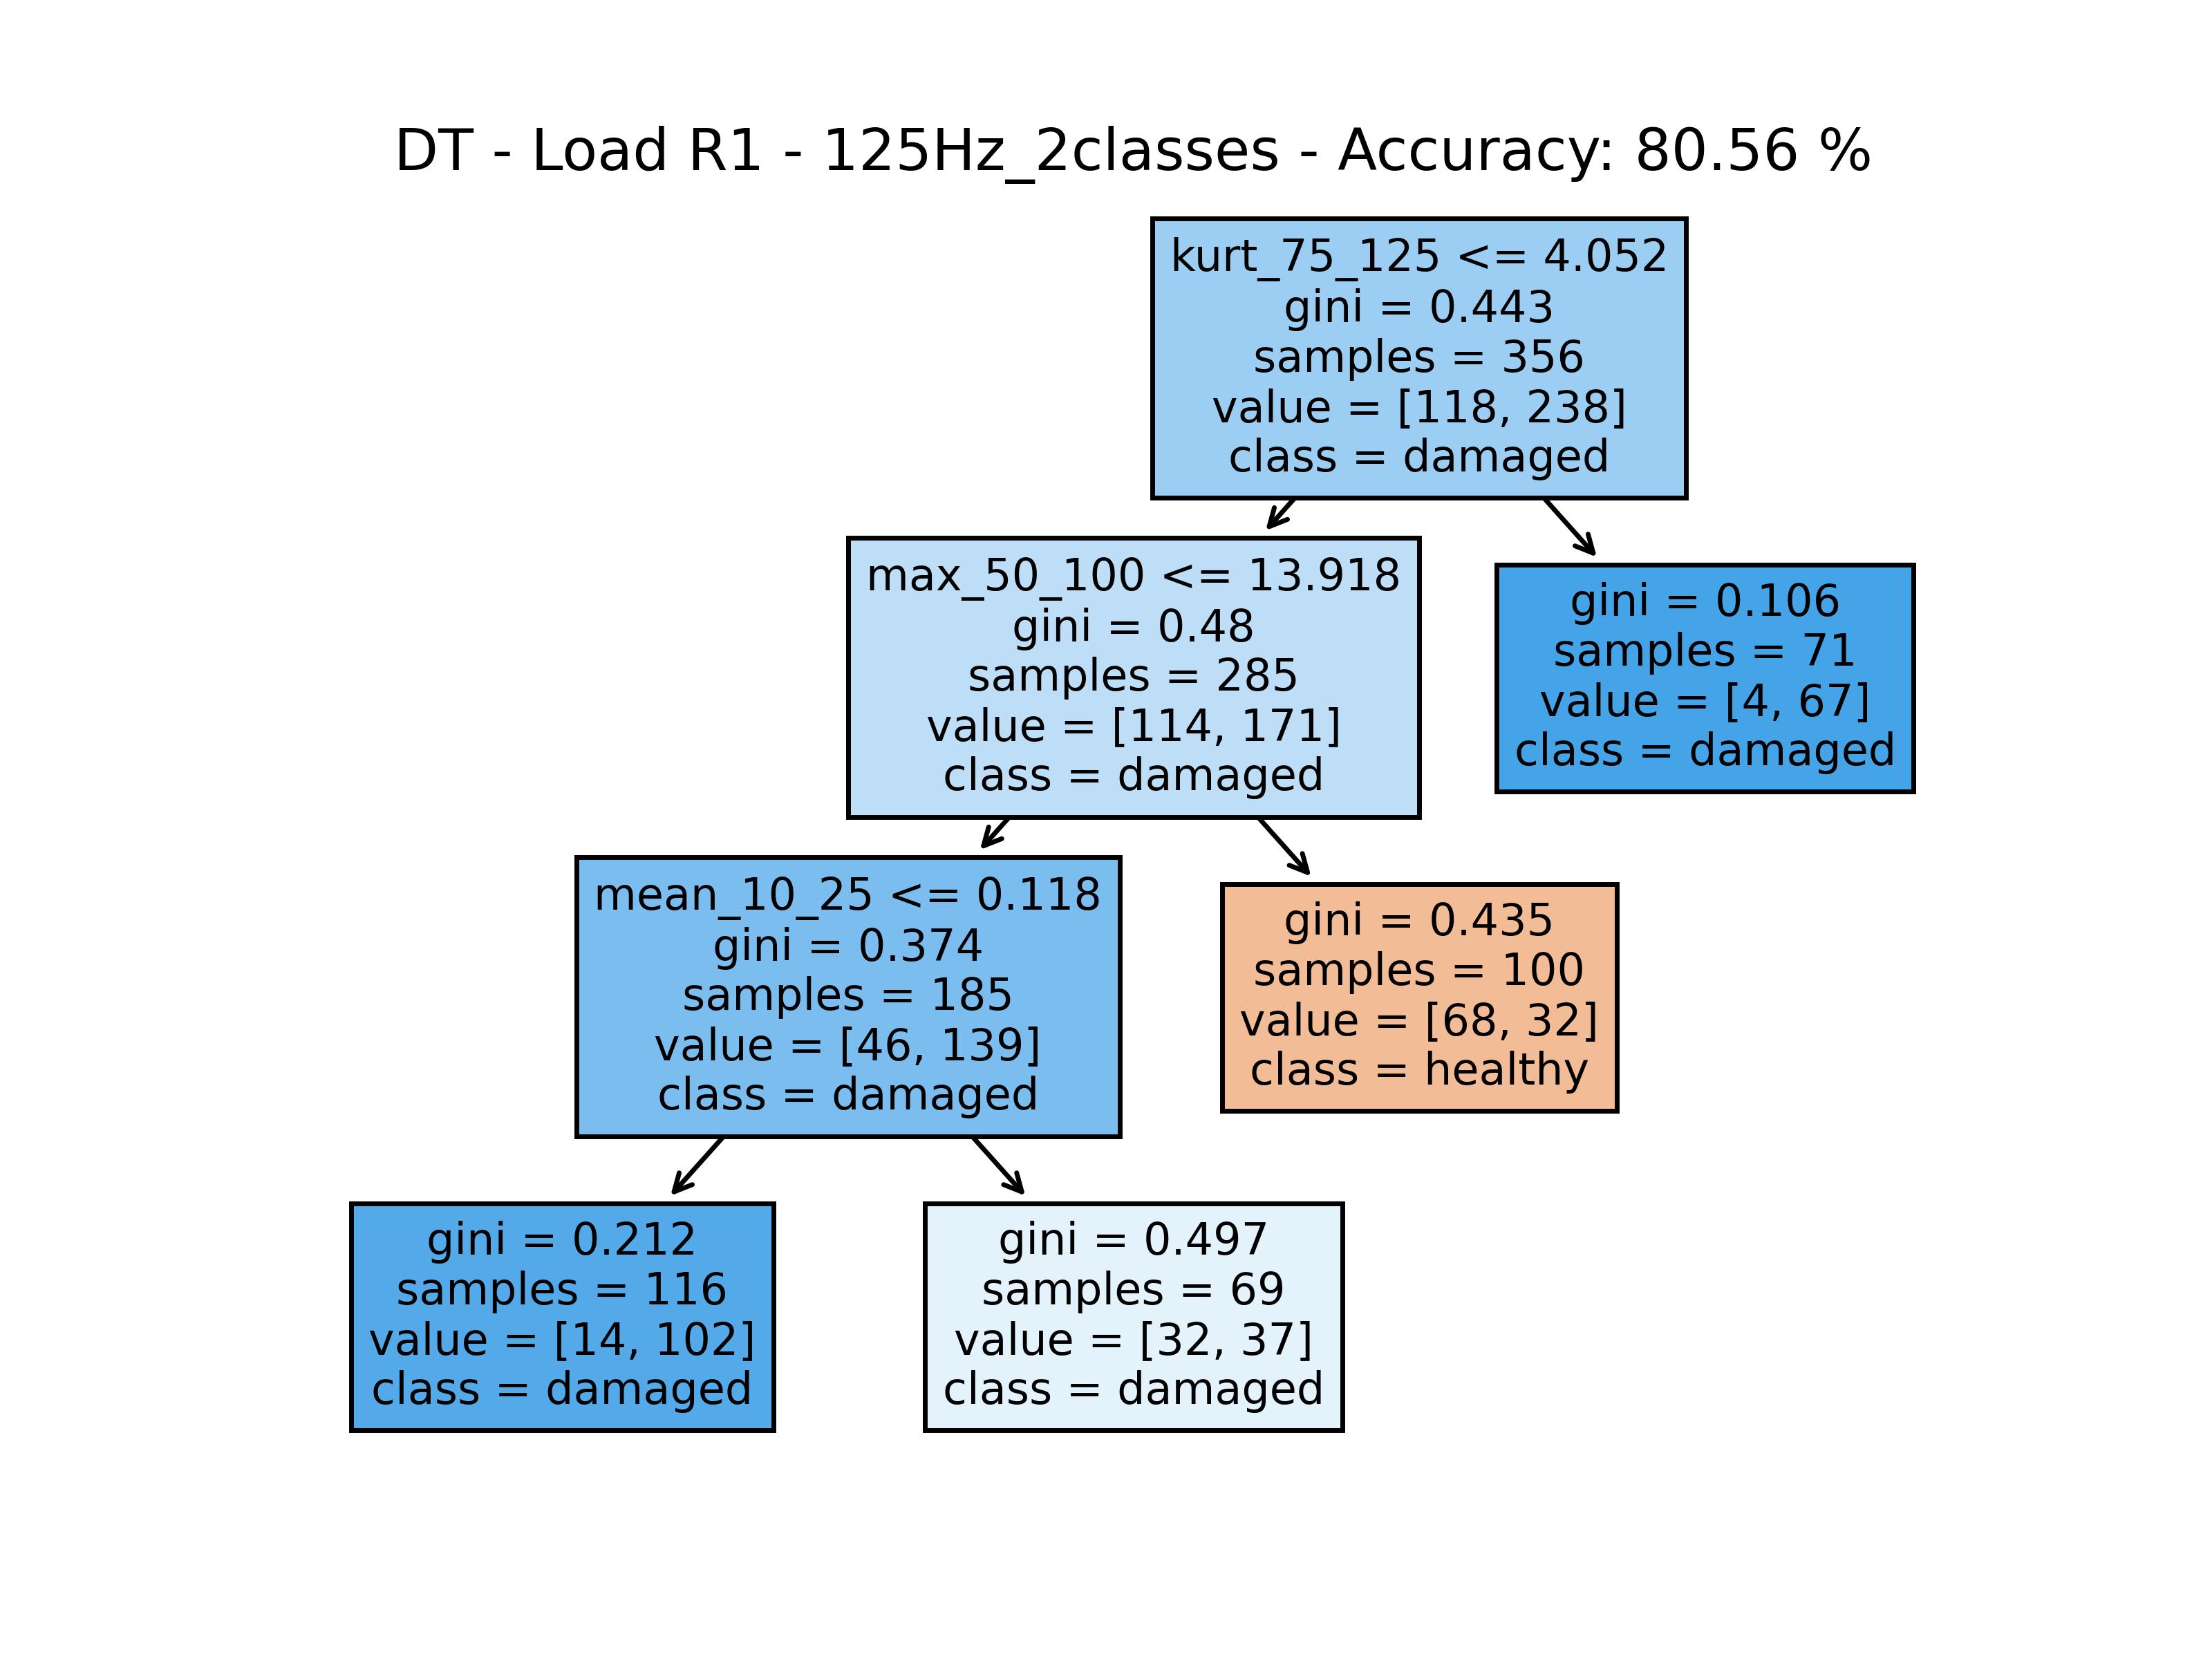 DT - Load R1 - 125Hz_2classes - Accuracy: 80.56 %
kurt_75_125 <= 4.052
gini = 0.443
samples = 356
value = [118, 238]
class = damaged
max_50_100 <= 13.918
gini = 0.48
samples = 285
value = [114, 171]
class = damaged
gini = 0.106
samples = 71
value = [4, 67]
class = damaged
mean_10_25 <= 0.118
gini = 0.374
samples = 185
value = [46, 139]
class = damaged
gini = 0.435
samples = 100
value = [68, 32]
class = healthy
gini = 0.212
samples = 116
value = [14, 102]
class = damaged
gini = 0.497
samples = 69
value = [32, 37]
class = damaged